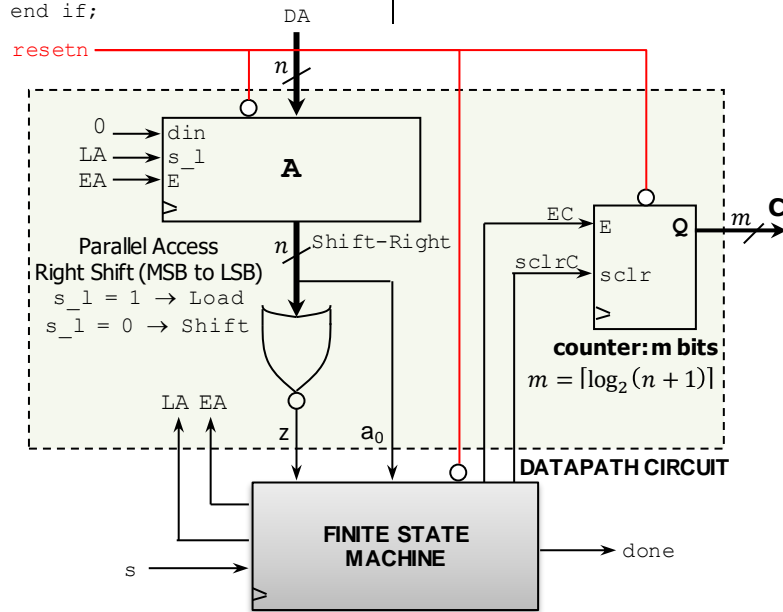 end if;
DA
resetn
n
0
din
LA
s_l
EA
E
A
n
Shift-Right
Parallel Access
Right Shift (MSB to LSB)
s_l = 1 → Load
s_l = 0 → Shift
EC
E
Q
m
C
sclrC
sclr
counter: m bits
m = ⌈log₂(n + 1)⌉
LA EA
z
a₀
DATAPATH CIRCUIT
FINITE STATE
MACHINE
s
done